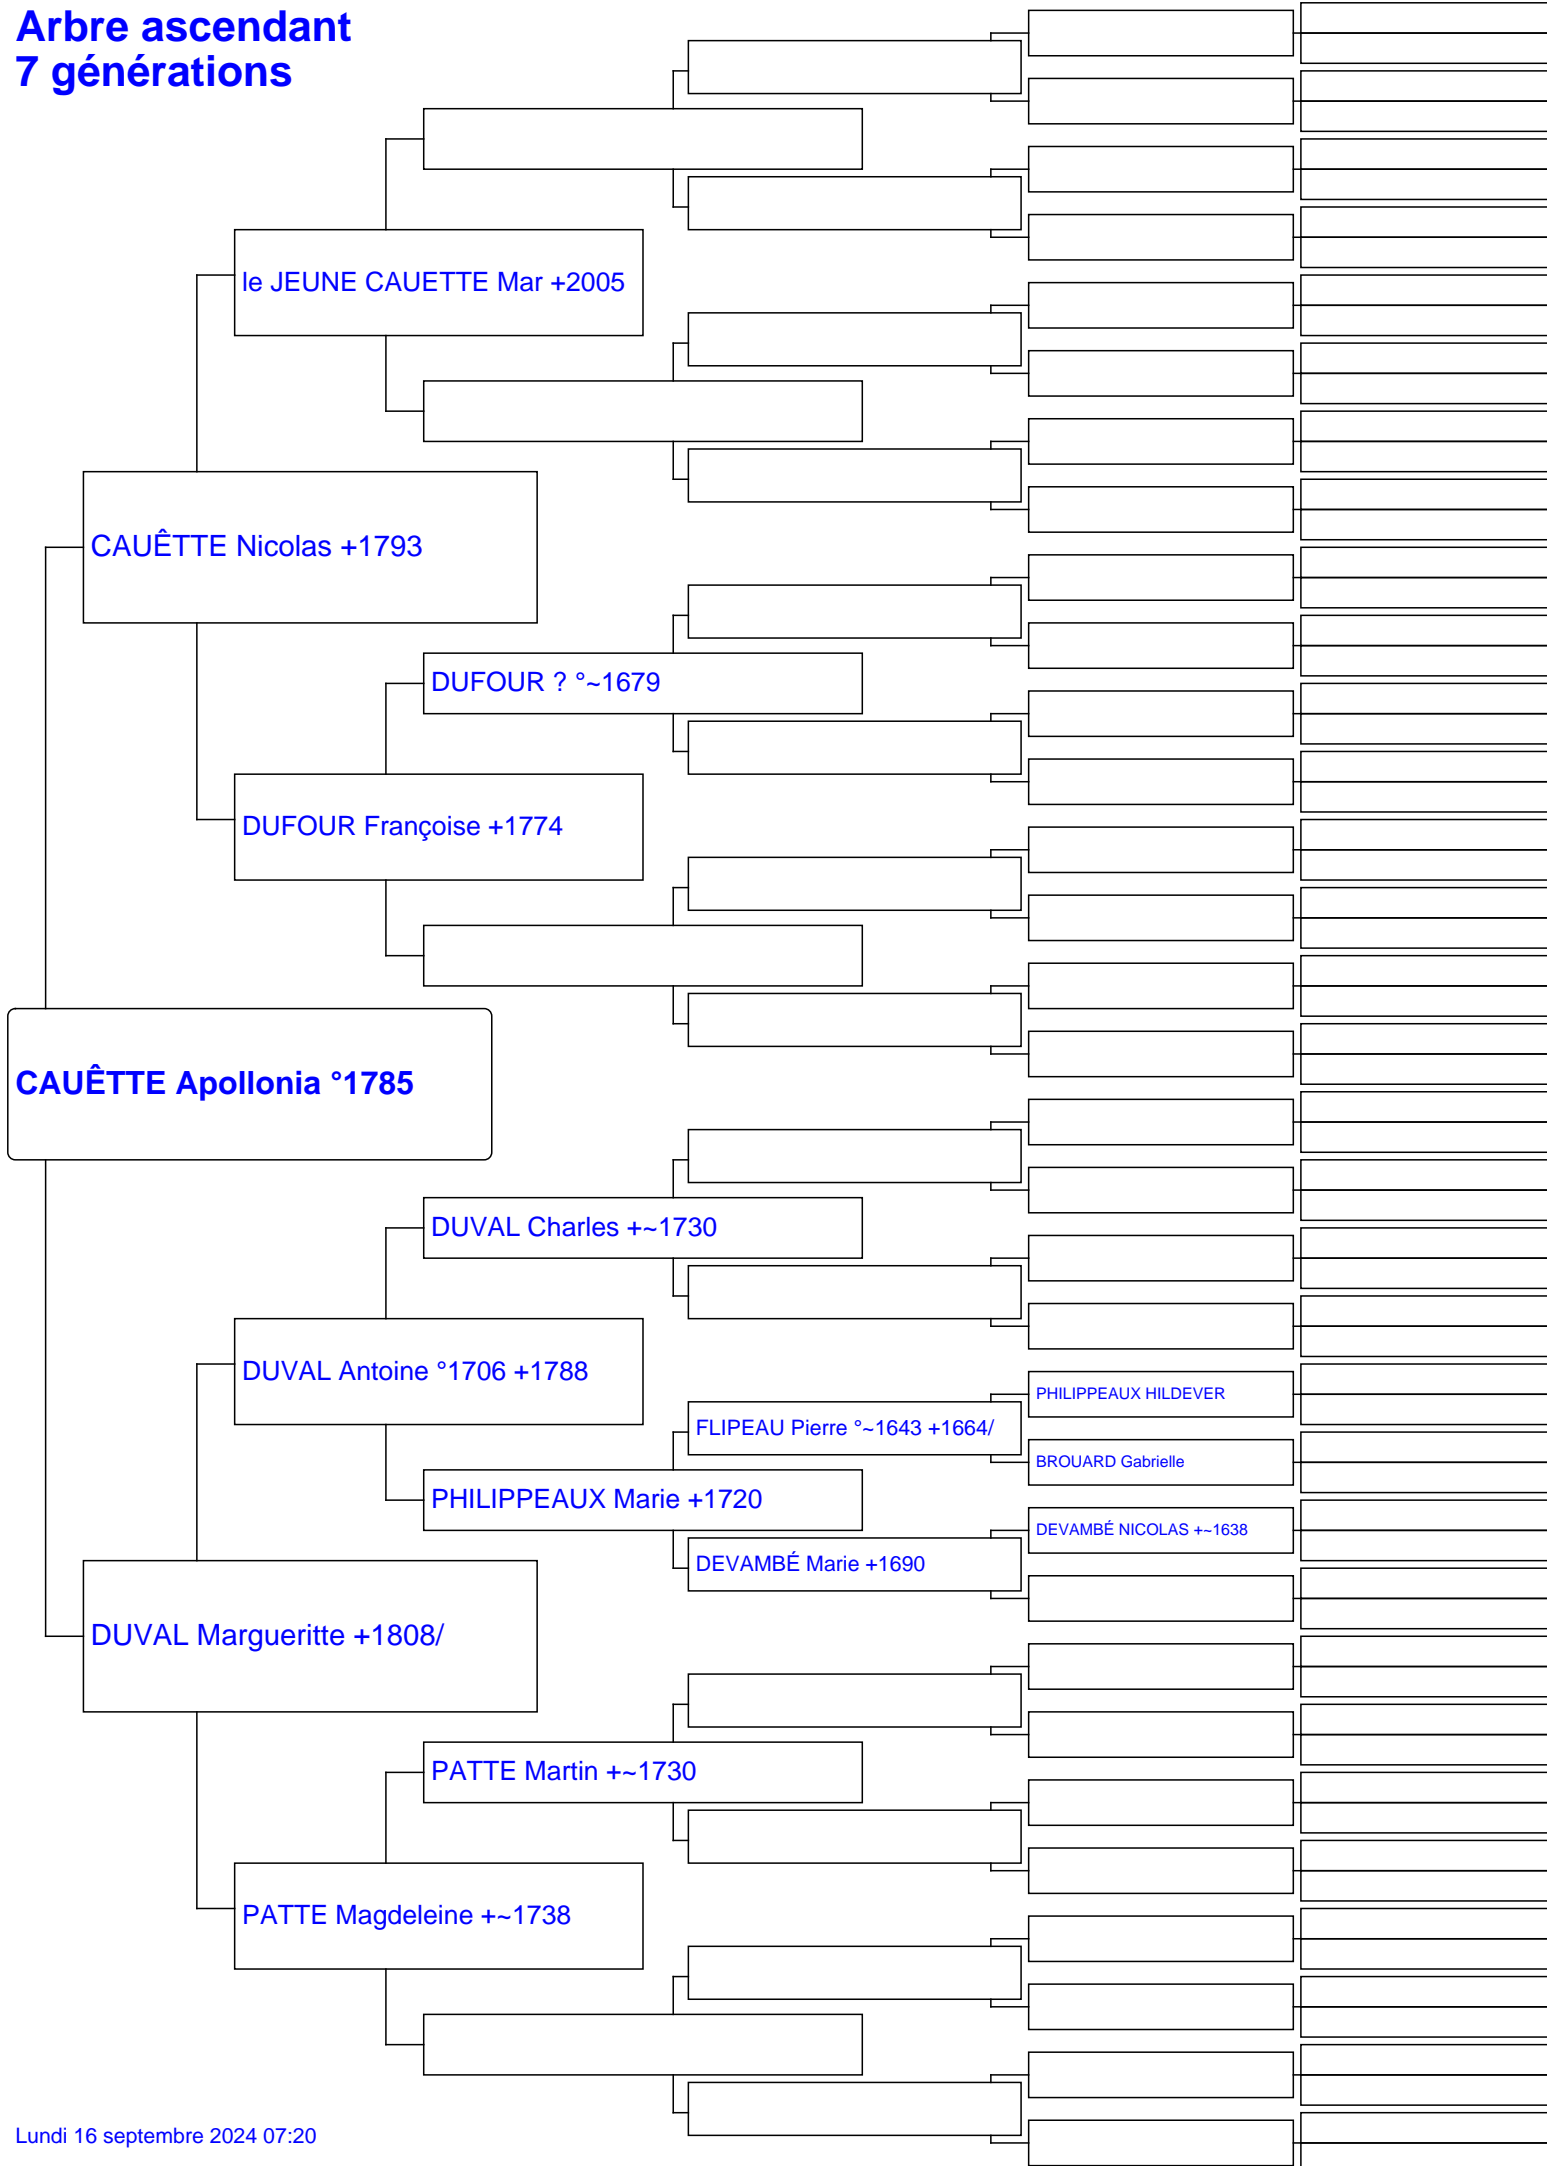 Arbre ascendant
7 générations
le JEUNE CAUETTE Mar +2005
CAUÊTTE Nicolas +1793
DUFOUR ? °~1679
DUFOUR Françoise +1774
CAUÊTTE Apollonia °1785
DUVAL Charles +~1730
DUVAL Antoine °1706 +1788
PHILIPPEAUX HILDEVER
FLIPEAU Pierre °~1643 +1664/
BROUARD Gabrielle
PHILIPPEAUX Marie +1720
DEVAMBÉ NICOLAS +~1638
DEVAMBÉ Marie +1690
DUVAL Margueritte +1808/
PATTE Martin +~1730
PATTE Magdeleine +~1738
Lundi 16 septembre 2024 07:20